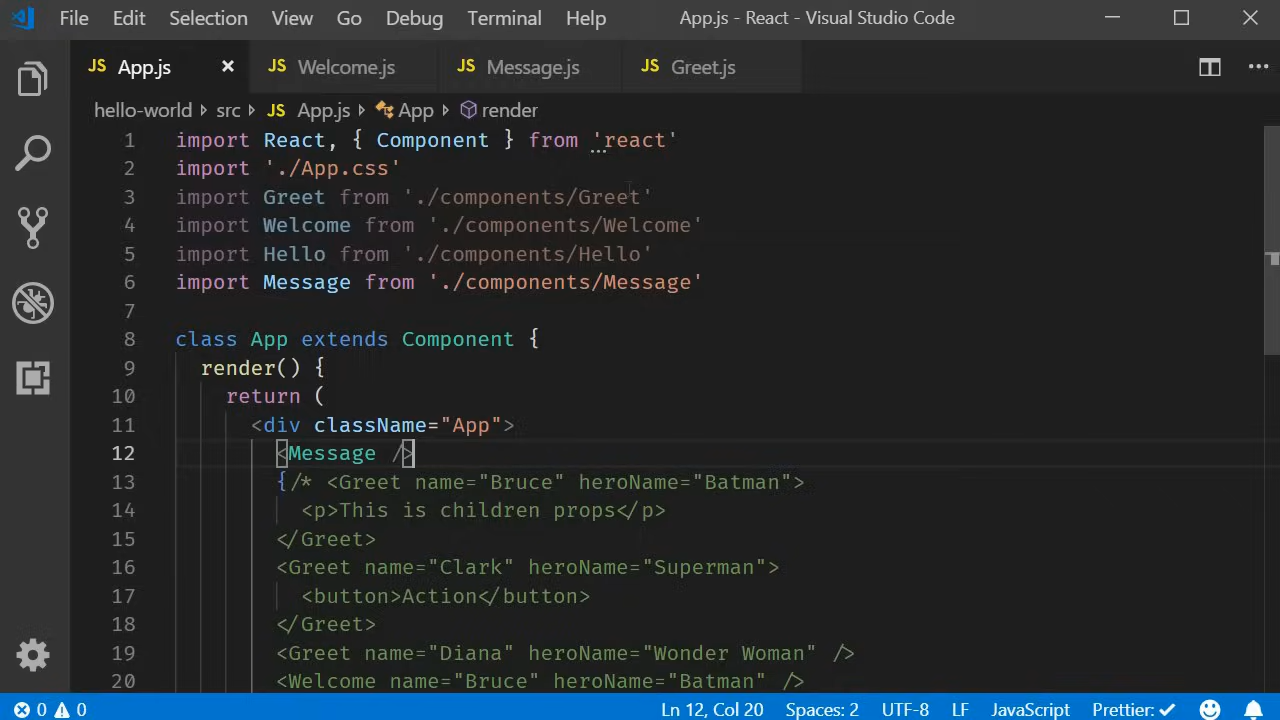 File Edit Selection View Go Debug Terminal Help App.js - React - Visual Studio Code
JS App.js JS Welcome.js JS Message.js JS Greet.js
hello-world src JS App.js App render
1 import React, { Component } from 'react'
2 import './App.css'
3 import Greet from './components/Greet'
4 import Welcome from './components/Welcome'
5 import Hello from './components/Hello'
6 import Message from './components/Message'
7
8 class App extends Component {
9 render() {
10 return (
11 <div className="App">
12 <Message />
13 {/* <Greet name="Bruce" heroName="Batman">
14 <p>This is children props</p>
15 </Greet>
16 <Greet name="Clark" heroName="Superman">
17 <button>Action</button>
18 </Greet>
19 <Greet name="Diana" heroName="Wonder Woman" />
20 <Welcome name="Bruce" heroName="Batman" />
0 0 Ln 12, Col 20 Spaces: 2 UTF-8 LF JavaScript Prettier: ✓